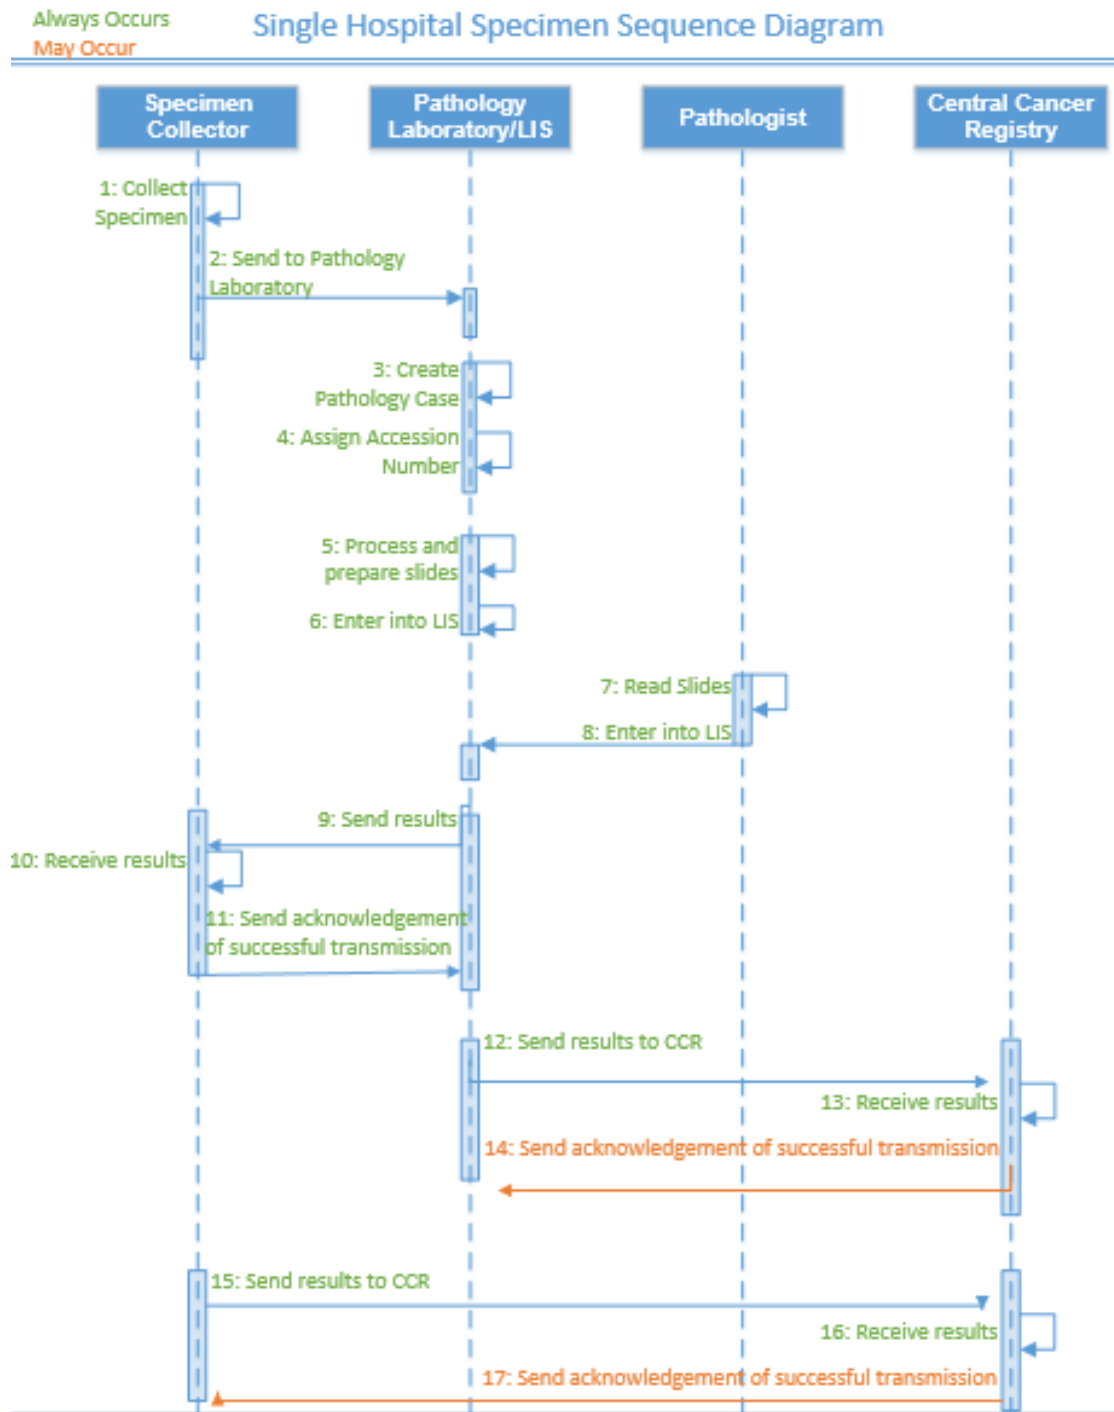 Always Occurs
May Occur
Single Hospital Specimen Sequence Diagram
Specimen
Collector
Pathology
Laboratory/LIS
Pathologist
Central Cancer
Registry
1: Collect
Specimen
2: Send to Pathology
Laboratory
3: Create
Pathology Case
4: Assign Accession
Number
5: Process and
prepare slides
6: Enter into LIS
7: Read Slides
8: Enter into LIS
9: Send results
10: Receive results
11: Send acknowledgement
of successful transmission
12: Send results to CCR
13: Receive results
14: Send acknowledgement of successful transmission
15: Send results to CCR
16: Receive results
17: Send acknowledgement of successful transmission